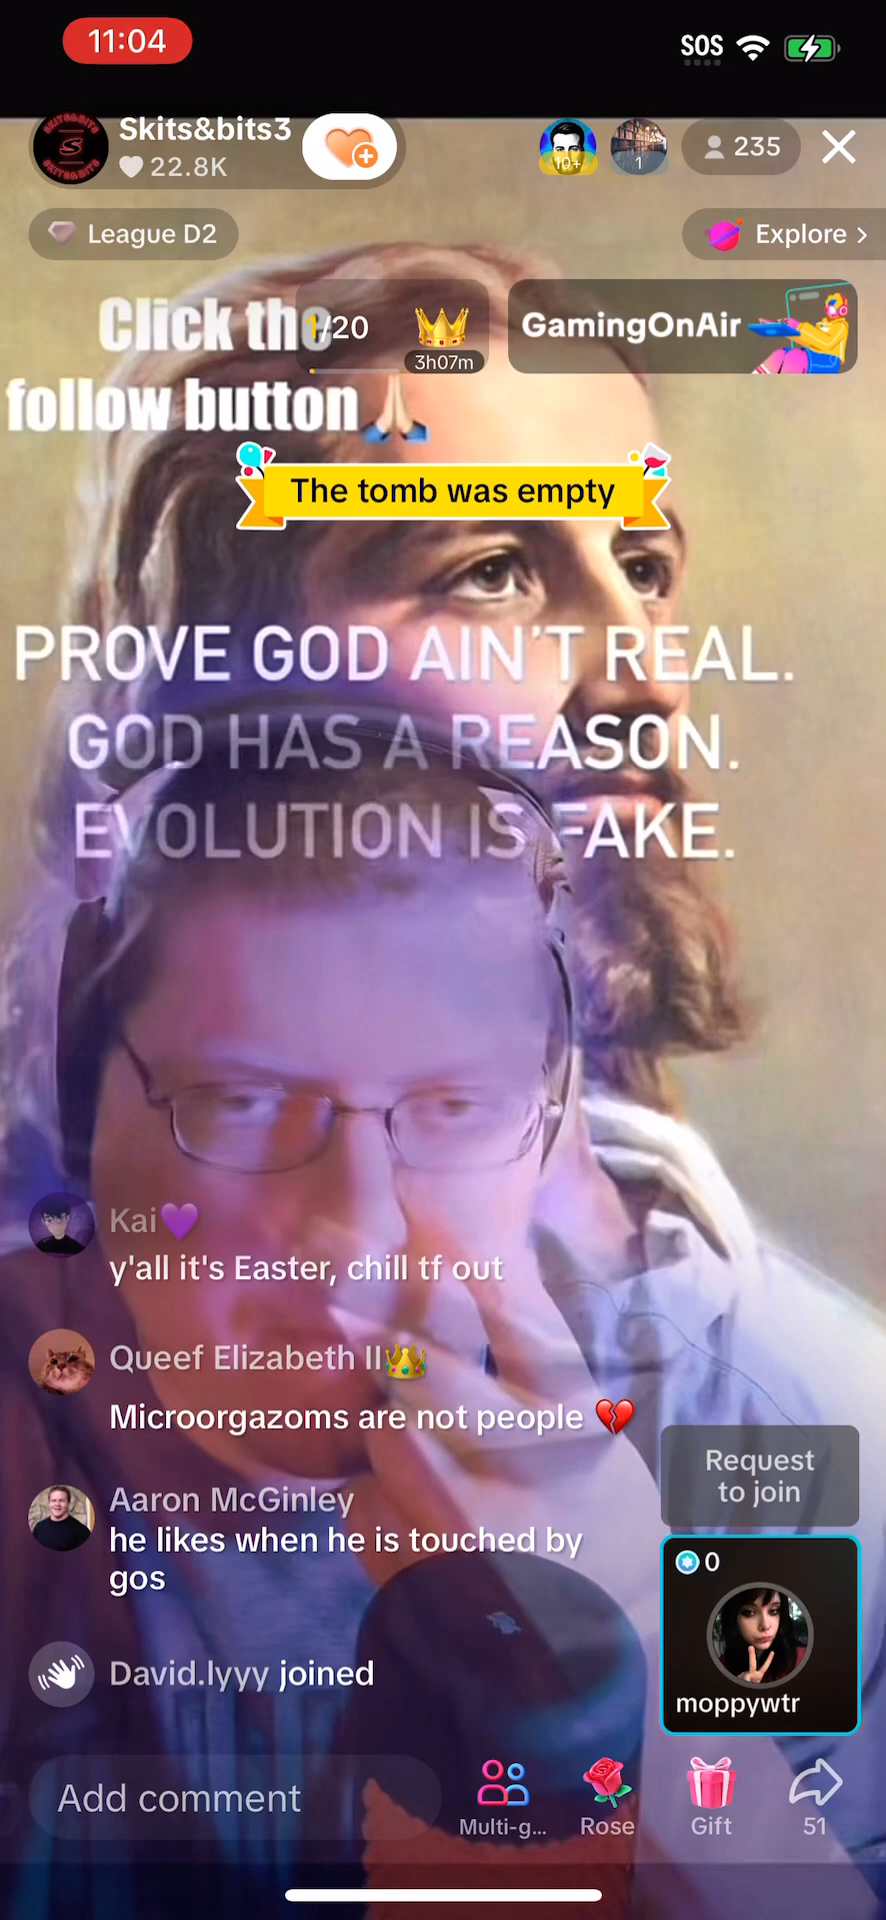 11:04
SOS
Skits&bits3
22.8K
10+
1
235
League D2
Explore >
Click the
1/20
3h07m
GamingOnAir
follow button🙏
The tomb was empty
PROVE GOD AIN'T REAL.
GOD HAS A REASON.
EVOLUTION IS FAKE.
Kai💜
y'all it's Easter, chill tf out
Queef Elizabeth II👑
Microorgazoms are not people 💔
Aaron McGinley
he likes when he is touched by
gos
David.lyyy joined
Request
to join
0
moppywtr
Add comment
Multi-g...
Rose
Gift
51